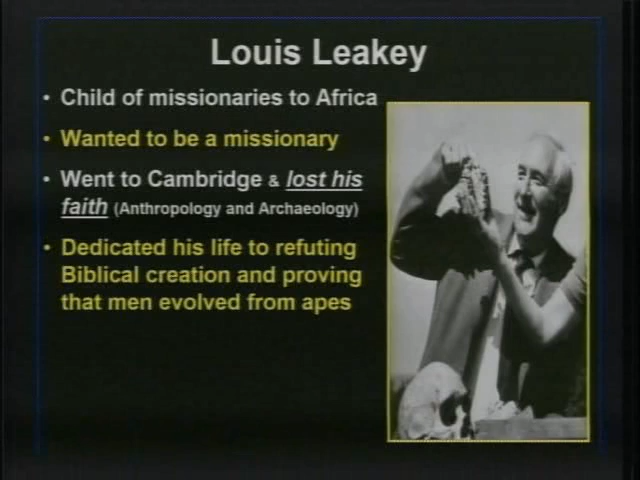 Louis Leakey
• Child of missionaries to Africa
• Wanted to be a missionary
• Went to Cambridge & lost his
faith (Anthropology and Archaeology)
• Dedicated his life to refuting
Biblical creation and proving
that men evolved from apes